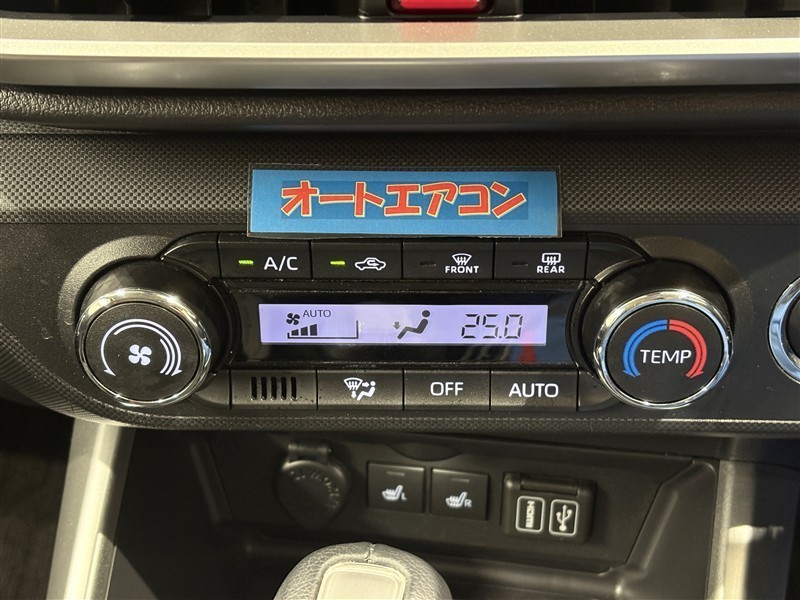 オートエアコン
A/C
FRONT
REAR
AUTO
25.0
TEMP
OFF
AUTO
L
R
HDMI